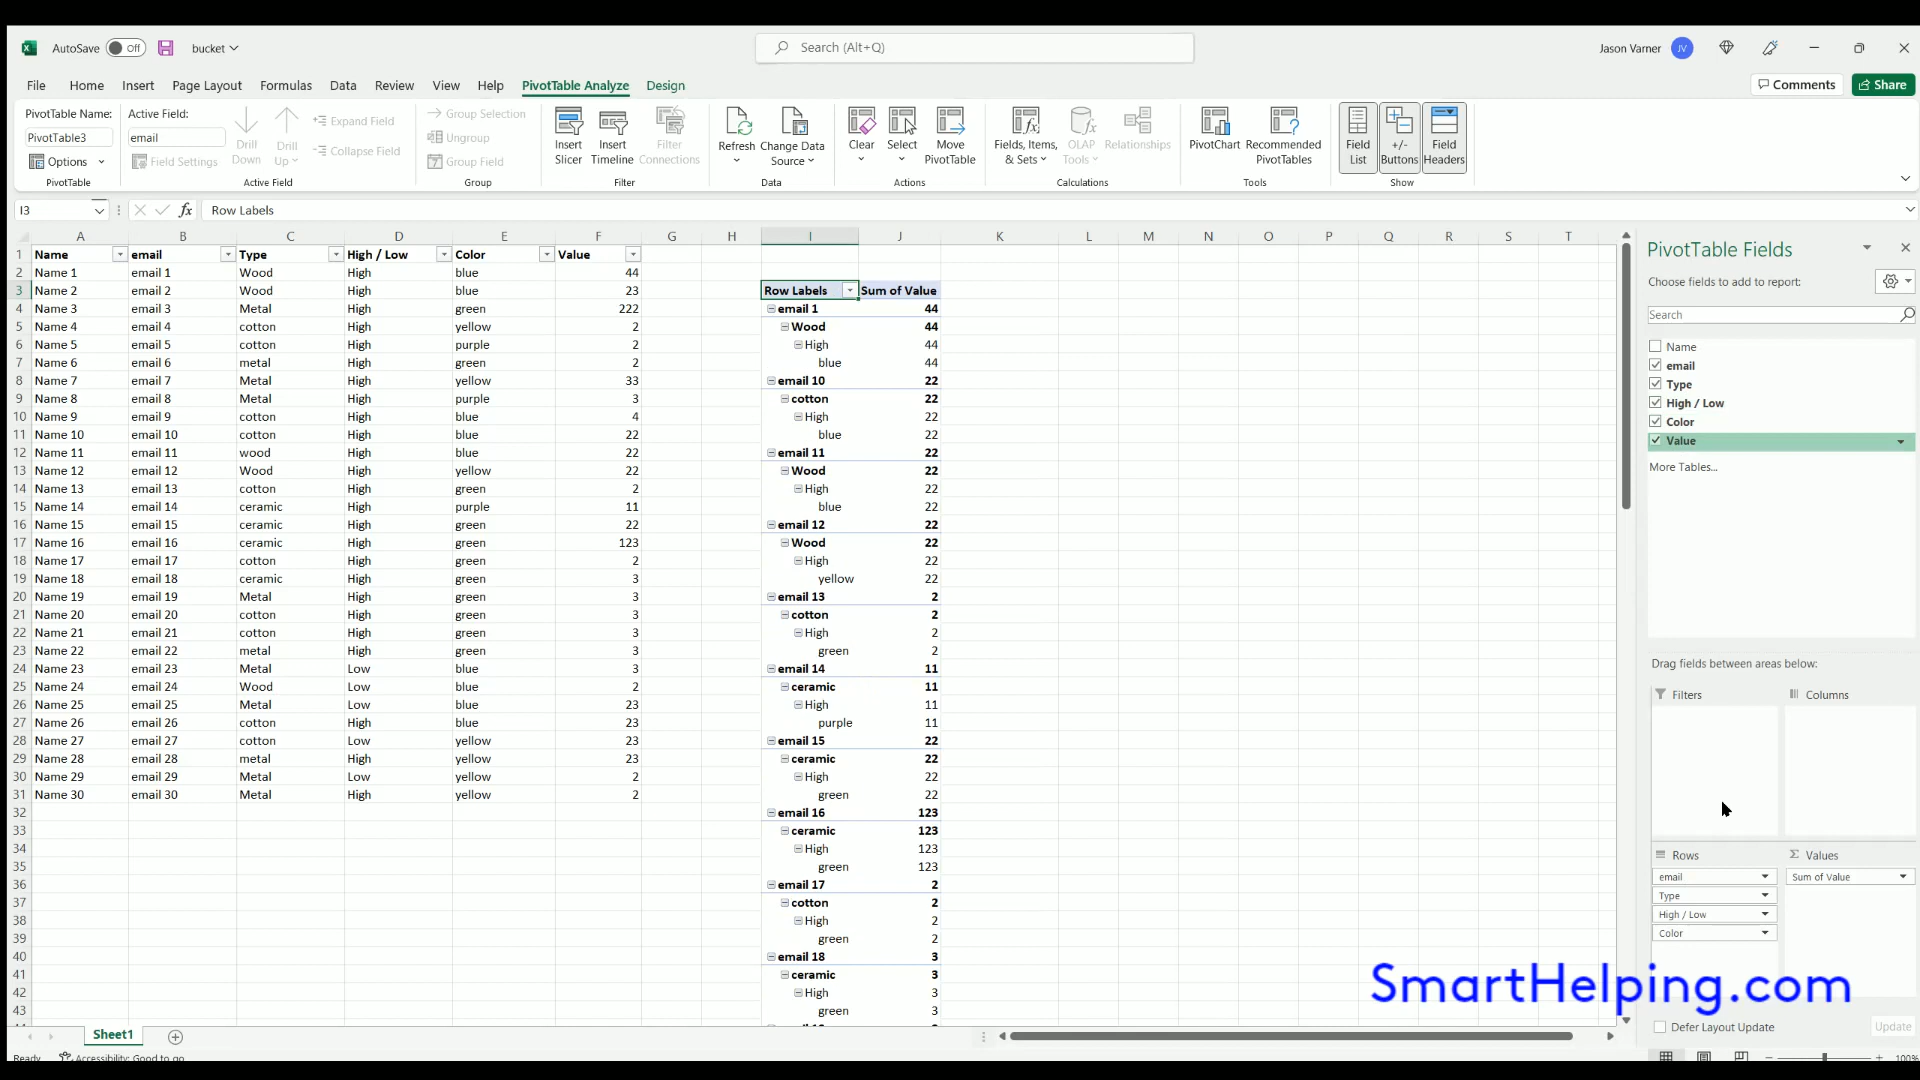 AutoSave Off bucket Search (Alt+Q) Jason Varner JV
File Home Insert Page Layout Formulas Data Review View Help PivotTable Analyze Design Comments Share
PivotTable Name:
PivotTable3
Options
PivotTable
Active Field:
email
Field Settings
Drill Down
Drill Up
Expand Field
Collapse Field
Active Field
Group Selection
Ungroup
Group Field
Group
Insert Slicer
Insert Timeline
Filter Connections
Filter
Refresh
Change Data Source
Data
Clear
Select
Move PivotTable
Actions
Fields, Items, & Sets
OLAP Tools
Relationships
Calculations
PivotChart
Recommended PivotTables
Tools
Field List
+/- Buttons
Field Headers
Show
I3 fx Row Labels
A B C D E F G H I J K L M N O P Q R S T
1 Name email Type High / Low Color Value
2 Name 1 email 1 Wood High blue 44
3 Name 2 email 2 Wood High blue 23 Row Labels Sum of Value
4 Name 3 email 3 Metal High green 222 email 1 44
5 Name 4 email 4 cotton High yellow 2 Wood 44
6 Name 5 email 5 cotton High purple 2 High 44
7 Name 6 email 6 metal High green 2 blue 44
8 Name 7 email 7 Metal High yellow 33 email 10 22
9 Name 8 email 8 Metal High purple 3 cotton 22
10 Name 9 email 9 cotton High blue 4 High 22
11 Name 10 email 10 cotton High blue 22 blue 22
12 Name 11 email 11 wood High blue 22 email 11 22
13 Name 12 email 12 Wood High yellow 22 Wood 22
14 Name 13 email 13 cotton High green 2 High 22
15 Name 14 email 14 ceramic High purple 11 blue 22
16 Name 15 email 15 ceramic High green 22 email 12 22
17 Name 16 email 16 ceramic High green 123 Wood 22
18 Name 17 email 17 cotton High green 2 High 22
19 Name 18 email 18 ceramic High green 3 yellow 22
20 Name 19 email 19 Metal High green 3 email 13 2
21 Name 20 email 20 cotton High green 3 cotton 2
22 Name 21 email 21 cotton High green 3 High 2
23 Name 22 email 22 metal High green 3 green 2
24 Name 23 email 23 Metal Low blue 3 email 14 11
25 Name 24 email 24 Wood Low blue 2 ceramic 11
26 Name 25 email 25 Metal Low blue 23 High 11
27 Name 26 email 26 cotton High blue 23 purple 11
28 Name 27 email 27 cotton Low yellow 23 email 15 22
29 Name 28 email 28 metal High yellow 23 ceramic 22
30 Name 29 email 29 Metal Low yellow 2 High 22
31 Name 30 email 30 Metal High yellow 2 green 22
32 email 16 123
33 ceramic 123
34 High 123
35 green 123
36 email 17 2
37 cotton 2
38 High 2
39 green 2
40 email 18 3
41 ceramic 3
42 High 3
43 green 3
Sheet1
Ready Accessibility: Good to go
PivotTable Fields
Choose fields to add to report:
Search
Name
email
Type
High / Low
Color
Value
More Tables...
Drag fields between areas below:
Filters Columns
Rows Values
email Sum of Value
Type
High / Low
Color
SmartHelping.com
Defer Layout Update Update
100%